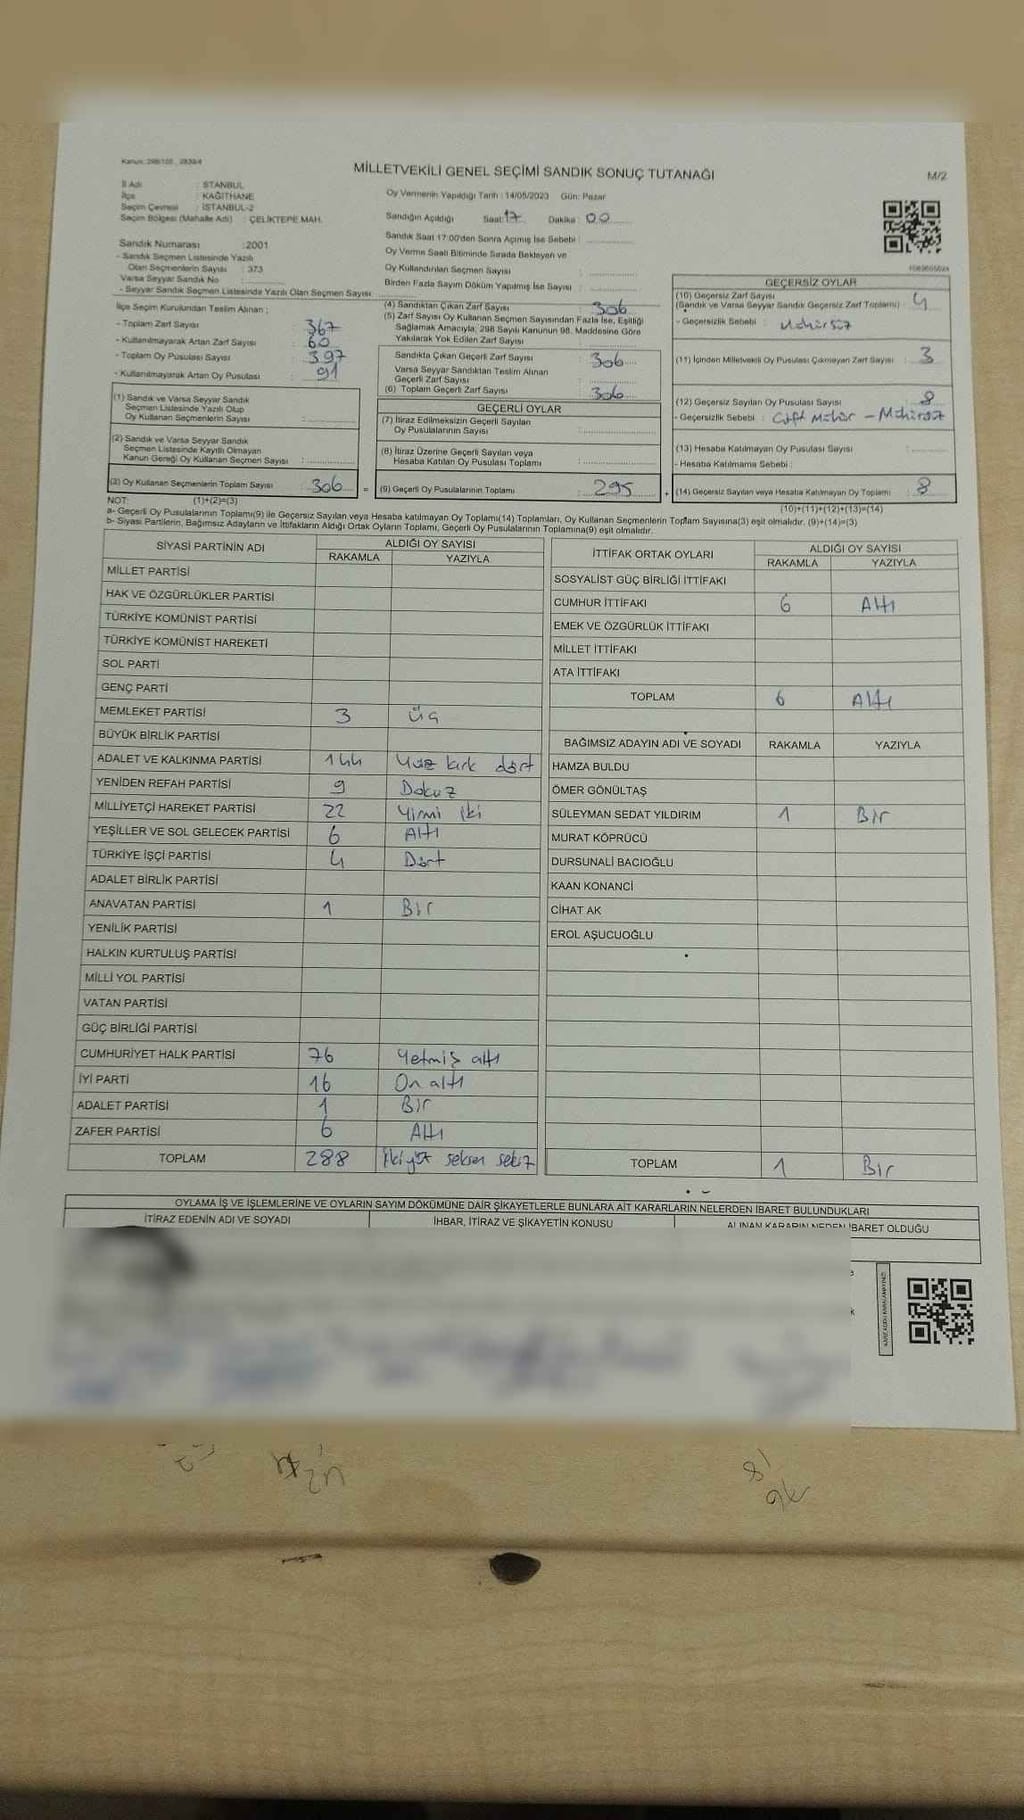 Kanun: 298/105 , 2839/4
MİLLETVEKİLİ GENEL SEÇİMİ SANDIK SONUÇ TUTANAĞI
M/2
İl Adı : İSTANBUL
İlçe : KAĞITHANE
Seçim Çevresi : İSTANBUL-2
Seçim Bölgesi (Mahalle Adı) : ÇELİKTEPE MAH.
Oy Vermenin Yapıldığı Tarih : 14/05/2023 Gün: Pazar
Sandığın Açıldığı Saat: 17 Dakika : 00
Sandık Saat 17:00'den Sonra Açımış İse Sebebi :
Oy Verme Saati Bitiminde Sırada Bekleyen ve
Oy Kullandırılan Seçmen Sayısı :
Birden Fazla Sayım Döküm Yapılmış İse Sayısı :
Sandık Numarası : 2001
- Sandık Seçmen Listesinde Yazılı
Olan Seçmenlerin Sayısı : 373
Varsa Seyyar Sandık No :
- Seyyar Sandık Seçmen Listesinde Yazılı Olan Seçmen Sayısı:
İlçe Seçim Kurulundan Teslim Alınan ;
- Toplam Zarf Sayısı : 367
- Kullanılmayarak Artan Zarf Sayısı : 60
- Toplam Oy Pusulası Sayısı : 397
- Kullanılmayarak Artan Oy Pusulası : 91
(1) Sandık ve Varsa Seyyar Sandık
Seçmen Listesinde Yazılı Olup
Oy Kullanan Seçmenlerin Sayısı :
(2) Sandık ve Varsa Seyyar Sandık
Seçmen Listesinde Kayıtlı Olmayan
Kanun Gereği Oy Kullanan Seçmen Sayısı :
(3) Oy Kullanan Seçmenlerin Toplam Sayısı : 306 =
(4) Sandıktan Çıkan Zarf Sayısı : 306
(5) Zarf Sayısı Oy Kullanan Seçmen Sayısından Fazla İse, Eşitliği
Sağlamak Amacıyla, 298 Sayılı Kanunun 98. Maddesine Göre
Yakılarak Yok Edilen Zarf Sayısı :
Sandıkta Çıkan Geçerli Zarf Sayısı : 306
Varsa Seyyar Sandıktan Teslim Alınan
Geçerli Zarf Sayısı :
(6) Toplam Geçerli Zarf Sayısı : 306
GEÇERLİ OYLAR
(7) İtiraz Edilmeksizin Geçerli Sayılan
Oy Pusulalarının Sayısı :
(8) İtiraz Üzerine Geçerli Sayılan veya
Hesaba Katılan Oy Pusulası Toplamı :
(9) Geçerli Oy Pusulalarının Toplamı : 295 +
GEÇERSİZ OYLAR
(10) Geçersiz Zarf Sayısı
(Sandık ve Varsa Seyyar Sandık Geçersiz Zarf Toplamı) : 4
- Geçersizlik Sebebi : Mühürsüz
(11) İçinden Milletvekili Oy Pusulası Çıkmayan Zarf Sayısı : 3
(12) Geçersiz Sayılan Oy Pusulası Sayısı : 8
- Geçersizlik Sebebi : Çift Mühür - Mühürsüz
(13) Hesaba Katılmayan Oy Pusulası Sayısı :
- Hesaba Katılmama Sebebi :
(14) Geçersiz Sayılan veya Hesaba Katılmayan Oy Toplamı : 8
NOT: (1)+(2)=(3)
(10)+(11)+(12)+(13)=(14)
a- Geçerli Oy Pusulalarının Toplamı(9) ile Geçersiz Sayılan veya Hesaba katılmayan Oy Toplamı(14) Toplamları, Oy Kullanan Seçmenlerin Toplam Sayısına(3) eşit olmalıdır. (9)+(14)=(3)
b- Siyasi Partilerin, Bağımsız Adayların ve İttifakların Aldığı Ortak Oyların Toplamı, Geçerli Oy Pusulalarının Toplamına(9) eşit olmalıdır.
SİYASİ PARTİNİN ADI ALDIĞI OY SAYISI
RAKAMLA YAZIYLA
MİLLET PARTİSİ
HAK VE ÖZGÜRLÜKLER PARTİSİ
TÜRKİYE KOMÜNİST PARTİSİ
TÜRKİYE KOMÜNİST HAREKETİ
SOL PARTİ
GENÇ PARTİ
MEMLEKET PARTİSİ 3 üç
BÜYÜK BİRLİK PARTİSİ
ADALET VE KALKINMA PARTİSİ 144 Yüz kırk dört
YENİDEN REFAH PARTİSİ 9 Dokuz
MİLLİYETÇİ HAREKET PARTİSİ 22 Yirmi iki
YEŞİLLER VE SOL GELECEK PARTİSİ 6 Altı
TÜRKİYE İŞÇİ PARTİSİ 4 Dört
ADALET BİRLİK PARTİSİ
ANAVATAN PARTİSİ 1 Bir
YENİLİK PARTİSİ
HALKIN KURTULUŞ PARTİSİ
MİLLİ YOL PARTİSİ
VATAN PARTİSİ
GÜÇ BİRLİĞİ PARTİSİ
CUMHURİYET HALK PARTİSİ 76 Yetmiş altı
İYİ PARTİ 16 On altı
ADALET PARTİSİ 1 Bir
ZAFER PARTİSİ 6 Altı
TOPLAM 288 İkiyüz seksen sekiz
İTTİFAK ORTAK OYLARI ALDIĞI OY SAYISI
RAKAMLA YAZIYLA
SOSYALİST GÜÇ BİRLİĞİ İTTİFAKI
CUMHUR İTTİFAKI 6 Altı
EMEK VE ÖZGÜRLÜK İTTİFAKI
MİLLET İTTİFAKI
ATA İTTİFAKI
TOPLAM 6 Altı
BAĞIMSIZ ADAYIN ADI VE SOYADI RAKAMLA YAZIYLA
HAMZA BULDU
ÖMER GÖNÜLTAŞ
SÜLEYMAN SEDAT YILDIRIM 1 Bir
MURAT KÖPRÜCÜ
DURSUNALİ BACIOĞLU
KAAN KONANCİ
CİHAT AK
EROL AŞUCUOĞLU
TOPLAM 1 Bir
OYLAMA İŞ VE İŞLEMLERİNE VE OYLARIN SAYIM DÖKÜMÜNE DAİR ŞİKAYETLERLE BUNLARA AİT KARARLARIN NELERDEN İBARET BULUNDUKLARI
İTİRAZ EDENİN ADI VE SOYADI İHBAR, İTİRAZ VE ŞİKAYETİN KONUSU ALINAN KARARIN NEDEN İBARET OLDUĞU